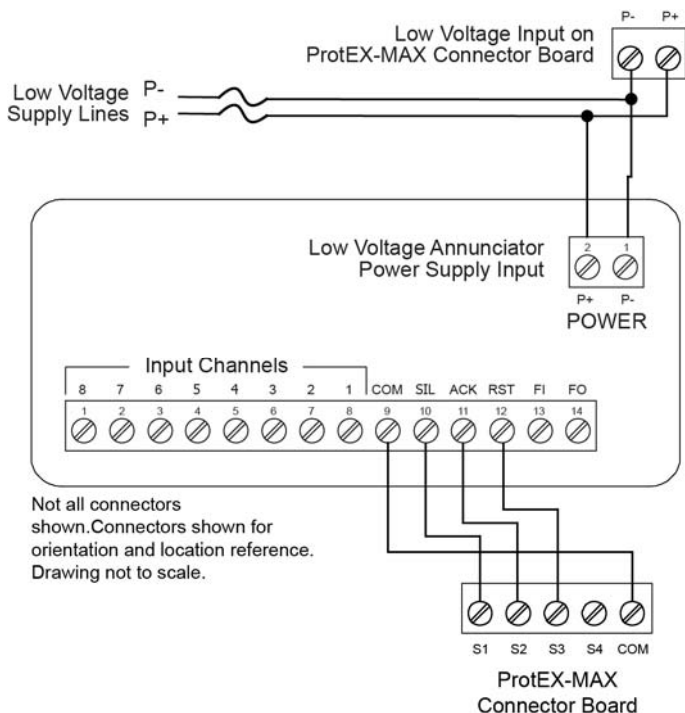 P- P+
Low Voltage Input on
ProtEX-MAX Connector Board
Low Voltage P-
Supply Lines P+
Low Voltage Annunciator
Power Supply Input
2 1
P+ P-
POWER
Input Channels
8 7 6 5 4 3 2 1 COM SIL ACK RST FI FO
1 2 3 4 5 6 7 8 9 10 11 12 13 14
Not all connectors
shown.Connectors shown for
orientation and location reference.
Drawing not to scale.
S1 S2 S3 S4 COM
ProtEX-MAX
Connector Board